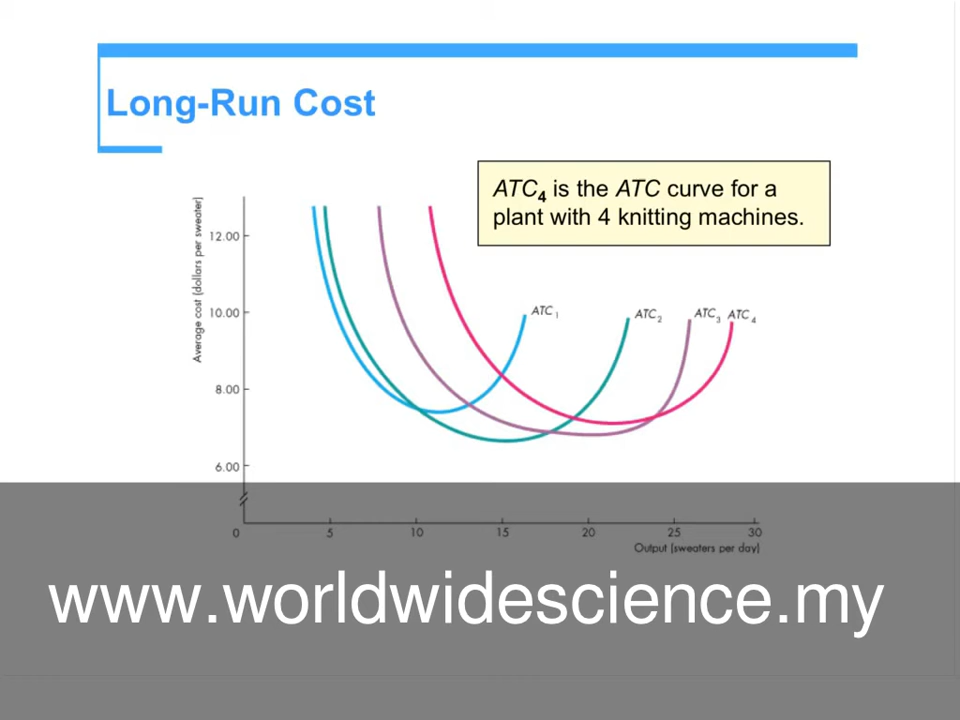 Long-Run Cost
ATC4 is the ATC curve for a
plant with 4 knitting machines.
Average cost (dollars per sweater)
12.00
10.00
8.00
6.00
ATC1
ATC2
ATC3
ATC4
0 5 10 15 20 25 30
Output (sweaters per day)
www.worldwidescience.my